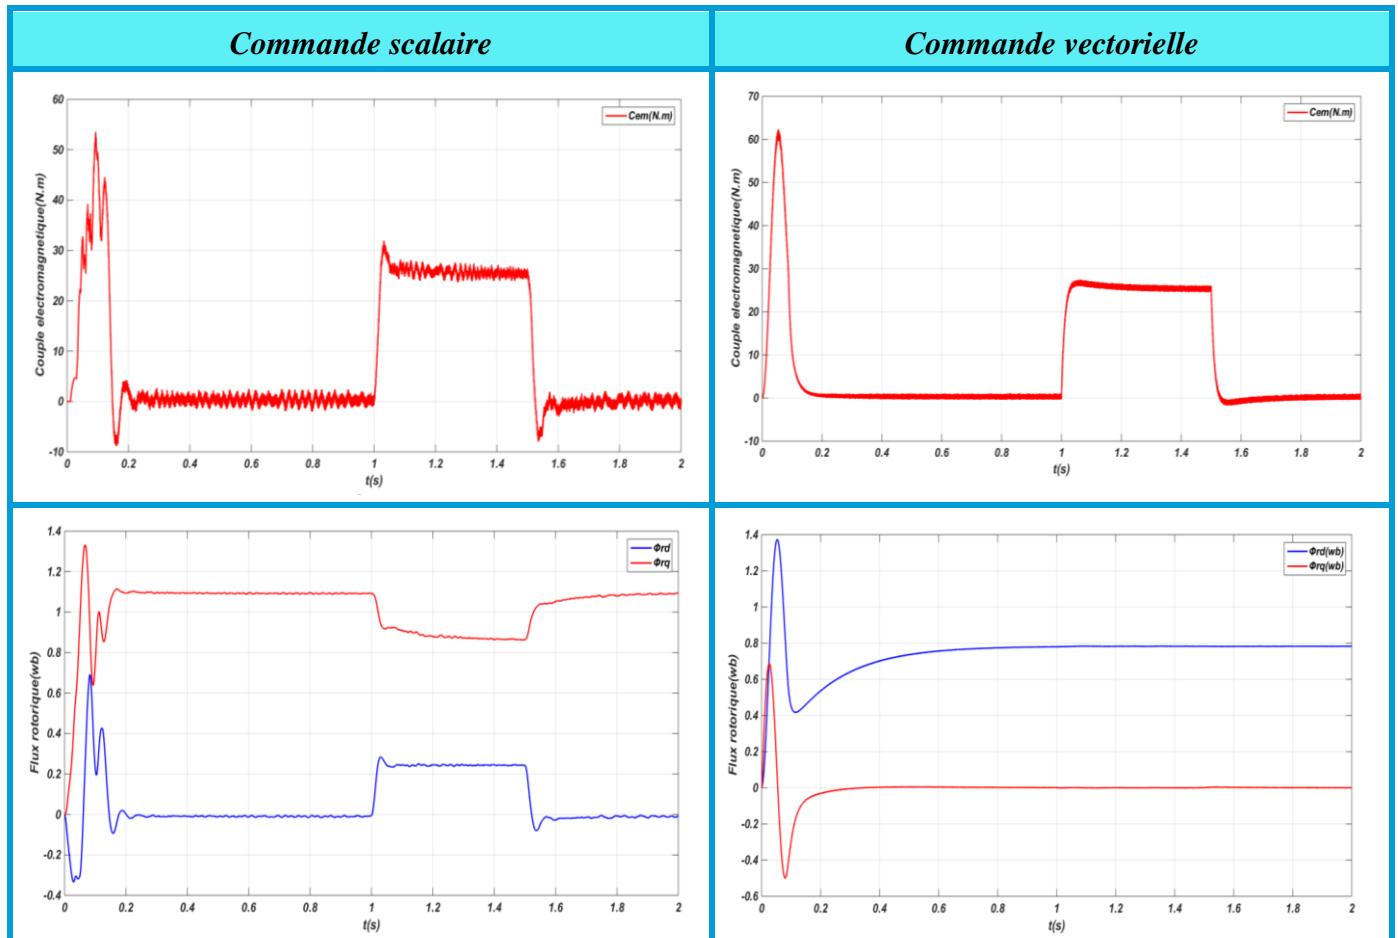 Commande scalaire
Commande vectorielle
60
50
40
30
20
10
0
-10
Couple electromagnetique(N.m)
Cem(N.m)
0 0.2 0.4 0.6 0.8 1 1.2 1.4 1.6 1.8 2
t(s)
70
60
50
40
30
20
10
0
-10
Couple electromagnetique(N.m)
Cem(N.m)
0 0.2 0.4 0.6 0.8 1 1.2 1.4 1.6 1.8 2
t(s)
1.4
1.2
1
0.8
0.6
0.4
0.2
0
-0.2
-0.4
Flux rotorique(wb)
Φrd
Φrq
0 0.2 0.4 0.6 0.8 1 1.2 1.4 1.6 1.8 2
t(s)
1.4
1.2
1
0.8
0.6
0.4
0.2
0
-0.2
-0.4
-0.6
Flux rotorique(wb)
Φrd(wb)
Φrq(wb)
0 0.2 0.4 0.6 0.8 1 1.2 1.4 1.6 1.8 2
t(s)